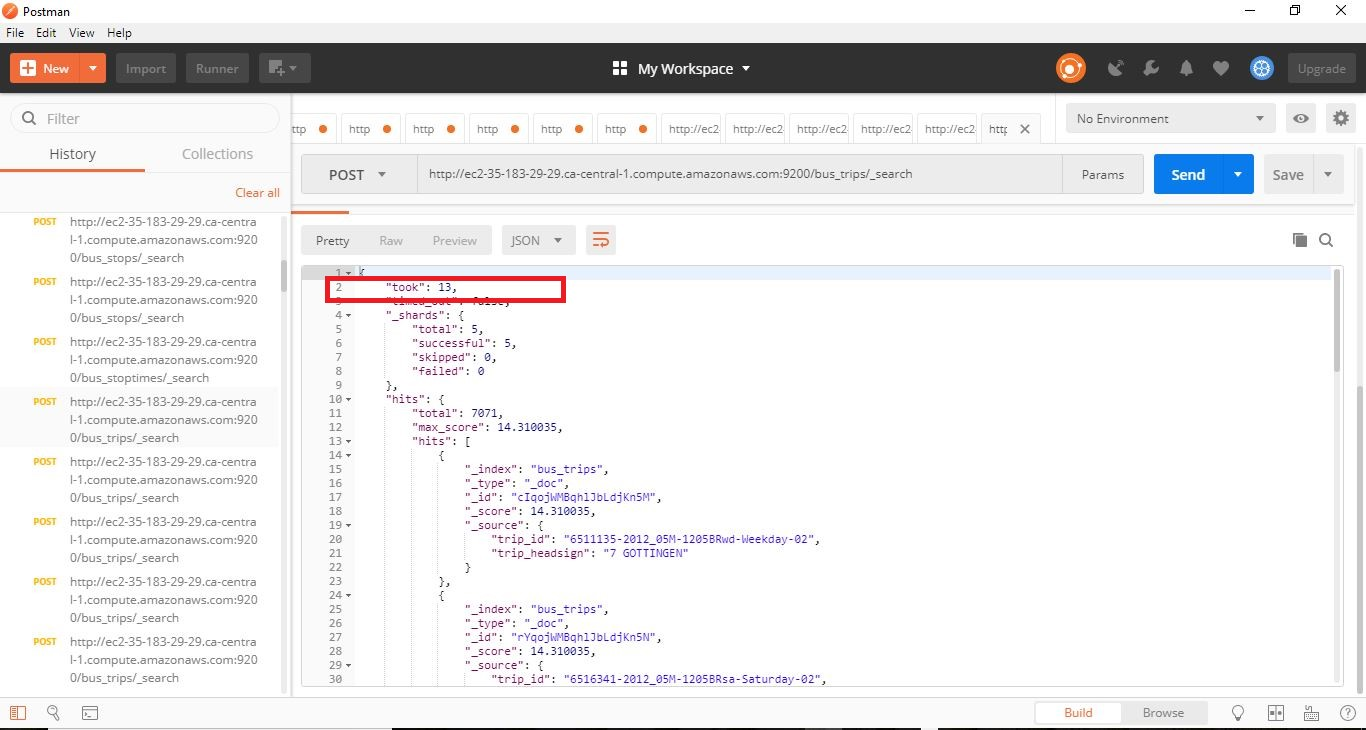 Postman
File Edit View Help
New
Import
Runner
My Workspace
Upgrade
Filter
History
Collections
Clear all
POST http://ec2-35-183-29-29.ca-centra
l-1.compute.amazonaws.com:920
0/bus_stops/_search
POST http://ec2-35-183-29-29.ca-centra
l-1.compute.amazonaws.com:920
0/bus_stops/_search
POST http://ec2-35-183-29-29.ca-centra
l-1.compute.amazonaws.com:920
0/bus_stoptimes/_search
POST http://ec2-35-183-29-29.ca-centra
l-1.compute.amazonaws.com:920
0/bus_trips/_search
POST http://ec2-35-183-29-29.ca-centra
l-1.compute.amazonaws.com:920
0/bus_trips/_search
POST http://ec2-35-183-29-29.ca-centra
l-1.compute.amazonaws.com:920
0/bus_trips/_search
POST http://ec2-35-183-29-29.ca-centra
l-1.compute.amazonaws.com:920
0/bus_trips/_search
POST http://ec2-35-183-29-29.ca-centra
l-1.compute.amazonaws.com:920
0/bus_trips/_search
ttp http http http http http http://ec2 http://ec2 http://ec2 http://ec2 http://ec2 http
No Environment
POST
http://ec2-35-183-29-29.ca-central-1.compute.amazonaws.com:9200/bus_trips/_search
Params
Send
Save
Pretty Raw Preview JSON
1 {
2 "took": 13,
3 "timed_out": false,
4 "_shards": {
5 "total": 5,
6 "successful": 5,
7 "skipped": 0,
8 "failed": 0
9 },
10 "hits": {
11 "total": 7071,
12 "max_score": 14.310035,
13 "hits": [
14 {
15 "_index": "bus_trips",
16 "_type": "_doc",
17 "_id": "cIqojWMBqhlJbLdjKn5M",
18 "_score": 14.310035,
19 "_source": {
20 "trip_id": "6511135-2012_05M-1205BRwd-Weekday-02",
21 "trip_headsign": "7 GOTTINGEN"
22 }
23 },
24 {
25 "_index": "bus_trips",
26 "_type": "_doc",
27 "_id": "rYqojWMBqhlJbLdjKn5N",
28 "_score": 14.310035,
29 "_source": {
30 "trip_id": "6516341-2012_05M-1205BRsa-Saturday-02",
Build
Browse